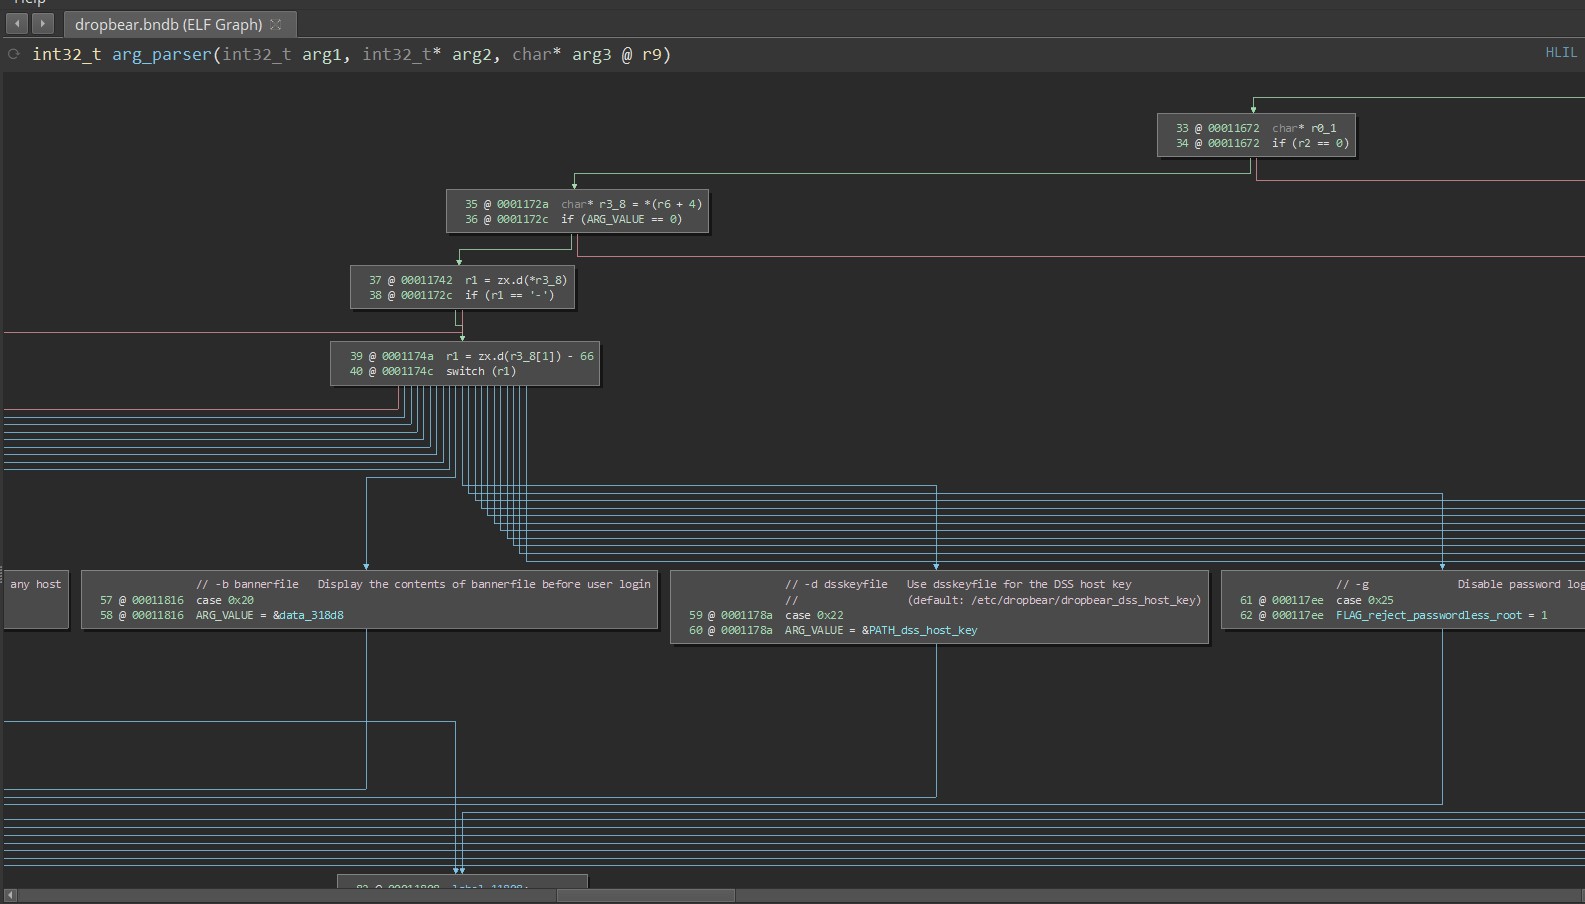 Help
dropbear.bndb (ELF Graph)
int32_t arg_parser(int32_t arg1, int32_t* arg2, char* arg3 @ r9)
HLIL
33 @ 00011672 char* r0_1
34 @ 00011672 if (r2 == 0)
35 @ 0001172a char* r3_8 = *(r6 + 4)
36 @ 0001172c if (ARG_VALUE == 0)
37 @ 00011742 r1 = zx.d(*r3_8)
38 @ 0001172c if (r1 == '-')
39 @ 0001174a r1 = zx.d(r3_8[1]) - 66
40 @ 0001174c switch (r1)
any host
// -b bannerfile Display the contents of bannerfile before user login
57 @ 00011816 case 0x20
58 @ 00011816 ARG_VALUE = &data_318d8
// -d dsskeyfile Use dsskeyfile for the DSS host key
// (default: /etc/dropbear/dropbear_dss_host_key)
59 @ 0001178a case 0x22
60 @ 0001178a ARG_VALUE = &PATH_dss_host_key
// -g Disable password log
61 @ 000117ee case 0x25
62 @ 000117ee FLAG_reject_passwordless_root = 1